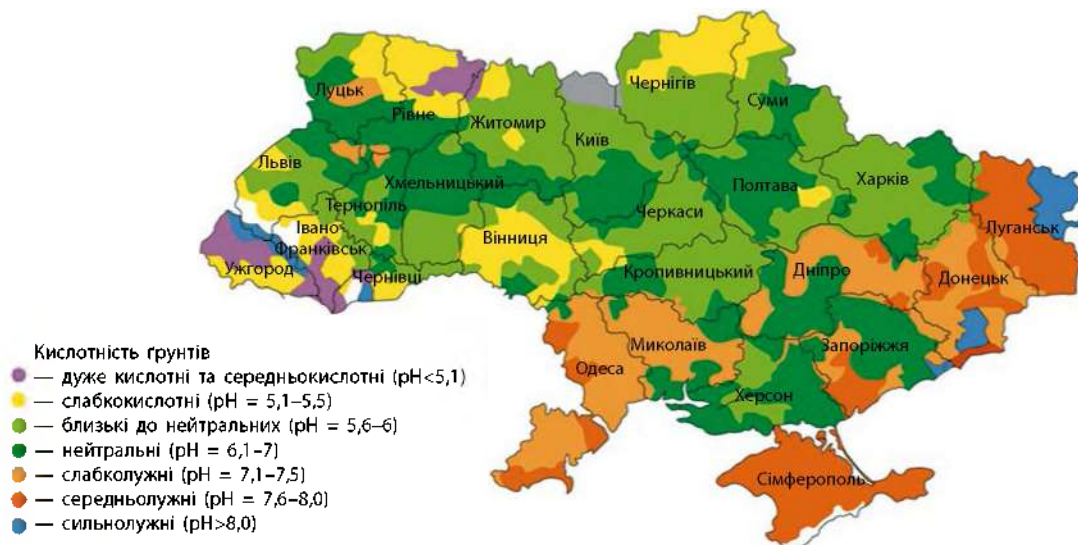 Чернігів
Луцьк
Суми
Рівне
Житомир
Київ
Львів
Хмельницький
Полтава
Харків
Тернопіль
Черкаси
Івано-
Франківськ
Вінниця
Луганськ
Ужгород
Чернівці
Кропивницький
Дніпро
Донецьк
Миколаїв
Запоріжжя
Одеса
Херсон
Сімферополь
Кислотність ґрунтів
— дуже кислотні та середньокислотні (pH<5,1)
— слабкокислотні (pH = 5,1–5,5)
— близькі до нейтральних (pH = 5,6–6)
— нейтральні (pH = 6,1–7)
— слаболужні (pH = 7,1–7,5)
— середньолужні (pH = 7,6–8,0)
— сильнолужні (pH>8,0)